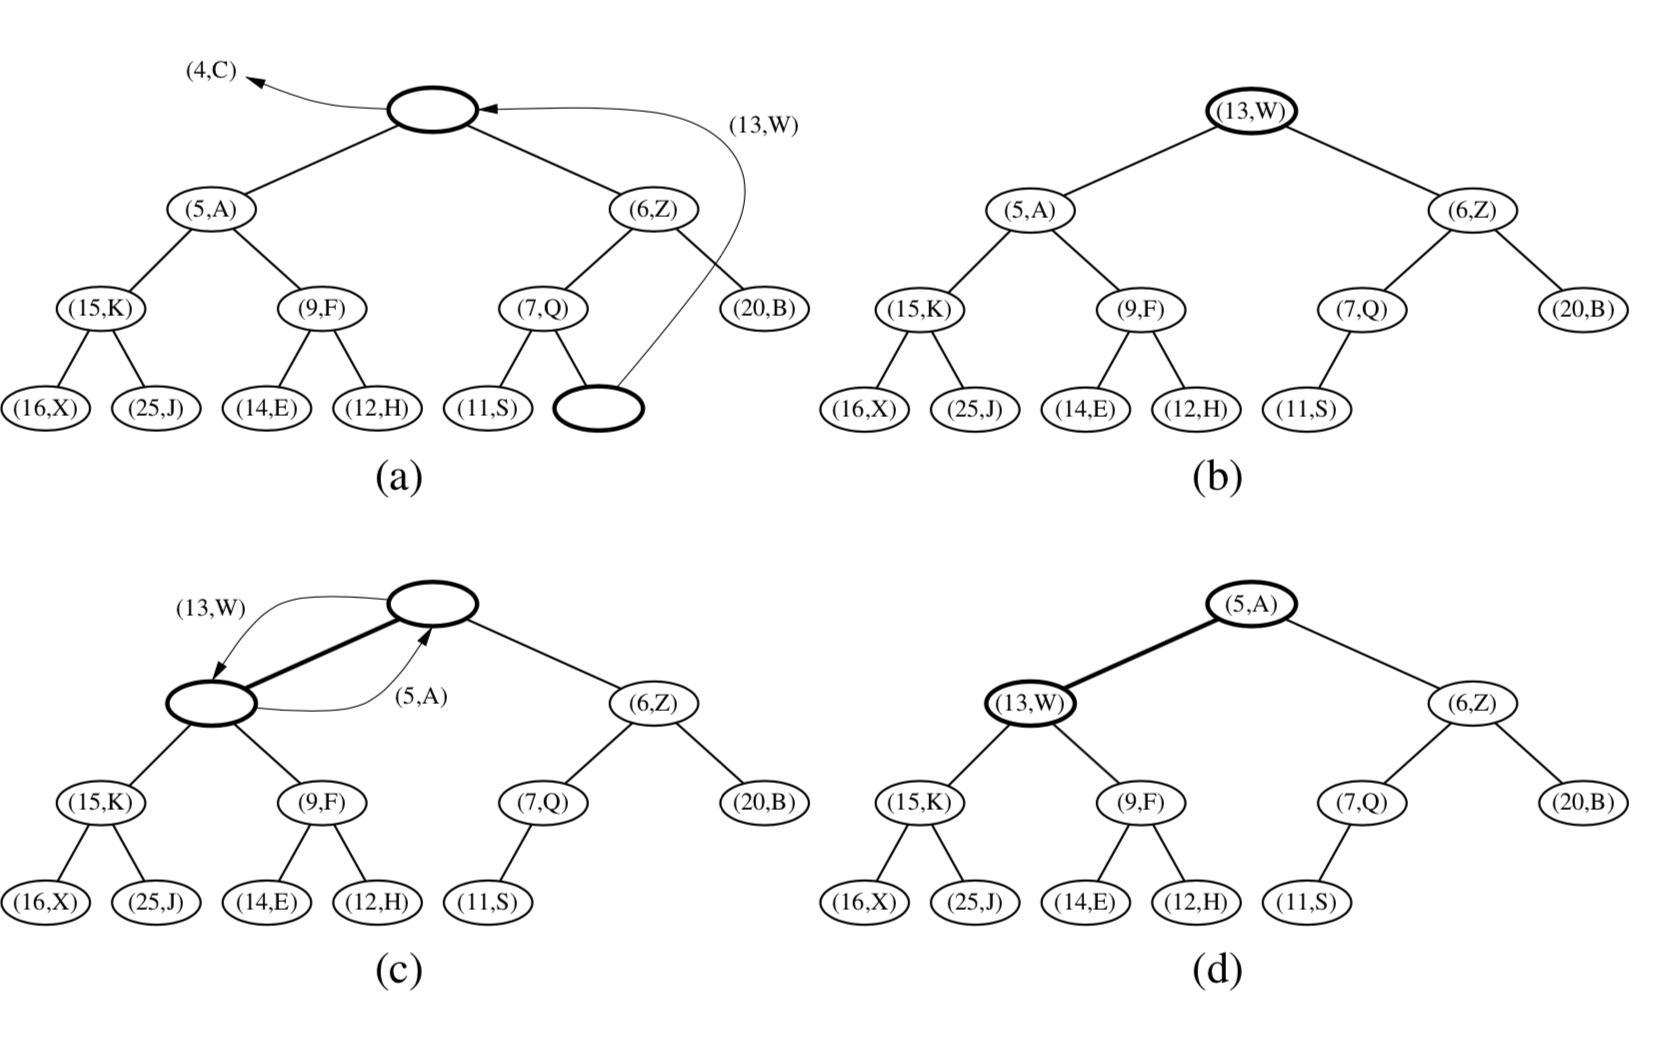 (4,C)
(13,W)
(5,A) (6,Z)
(15,K) (9,F) (7,Q) (20,B)
(16,X) (25,J) (14,E) (12,H) (11,S)
(a)
(13,W)
(5,A) (6,Z)
(15,K) (9,F) (7,Q) (20,B)
(16,X) (25,J) (14,E) (12,H) (11,S)
(b)
(13,W)
(5,A) (6,Z)
(15,K) (9,F) (7,Q) (20,B)
(16,X) (25,J) (14,E) (12,H) (11,S)
(c)
(5,A)
(13,W) (6,Z)
(15,K) (9,F) (7,Q) (20,B)
(16,X) (25,J) (14,E) (12,H) (11,S)
(d)